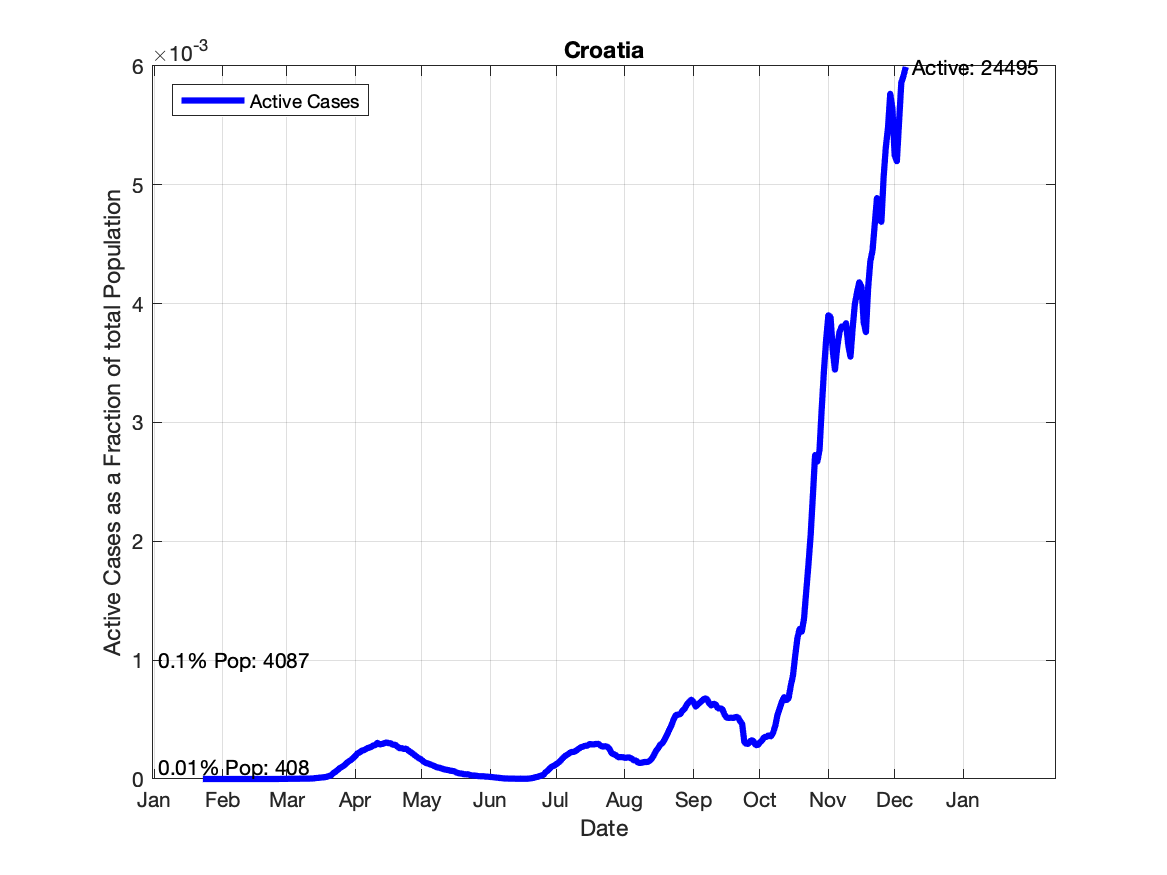 Croatia
×10-3
Active: 24495
Active Cases
6
5
4
3
2
1
0
Active Cases as a Fraction of total Population
0.1% Pop: 4087
0.01% Pop: 408
Jan Feb Mar Apr May Jun Jul Aug Sep Oct Nov Dec Jan
Date